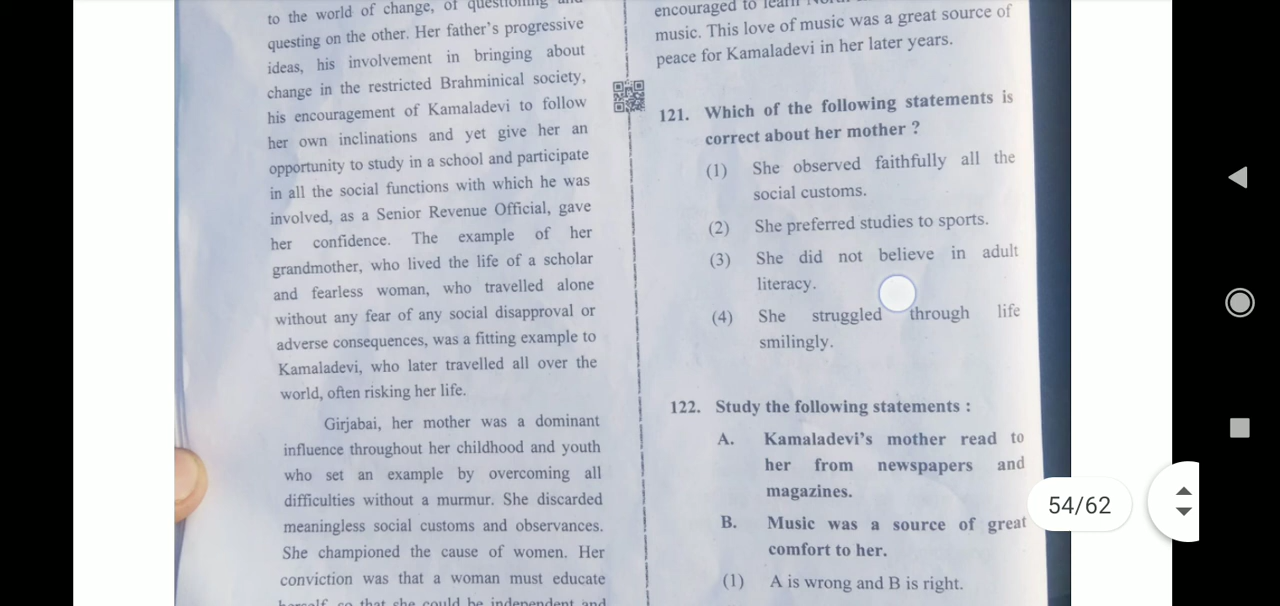 to the world of change, of questioning and
questing on the other. Her father's progressive
ideas, his involvement in bringing about
change in the restricted Brahminical society,
his encouragement of Kamaladevi to follow
her own inclinations and yet give her an
opportunity to study in a school and participate
in all the social functions with which he was
involved, as a Senior Revenue Official, gave
her confidence. The example of her
grandmother, who lived the life of a scholar
and fearless woman, who travelled alone
without any fear of any social disapproval or
adverse consequences, was a fitting example to
Kamaladevi, who later travelled all over the
world, often risking her life.
Girjabai, her mother was a dominant
influence throughout her childhood and youth
who set an example by overcoming all
difficulties without a murmur. She discarded
meaningless social customs and observances.
She championed the cause of women. Her
conviction was that a woman must educate
herself, so that she could be independent and
encouraged to learn
music. This love of music was a great source of
peace for Kamaladevi in her later years.
121. Which of the following statements is
correct about her mother ?
(1) She observed faithfully all the
social customs.
(2) She preferred studies to sports.
(3) She did not believe in adult
literacy.
(4) She struggled through life
smilingly.
122. Study the following statements :
A. Kamaladevi's mother read to
her from newspapers and
magazines.
B. Music was a source of great
comfort to her.
(1) A is wrong and B is right.
54/62